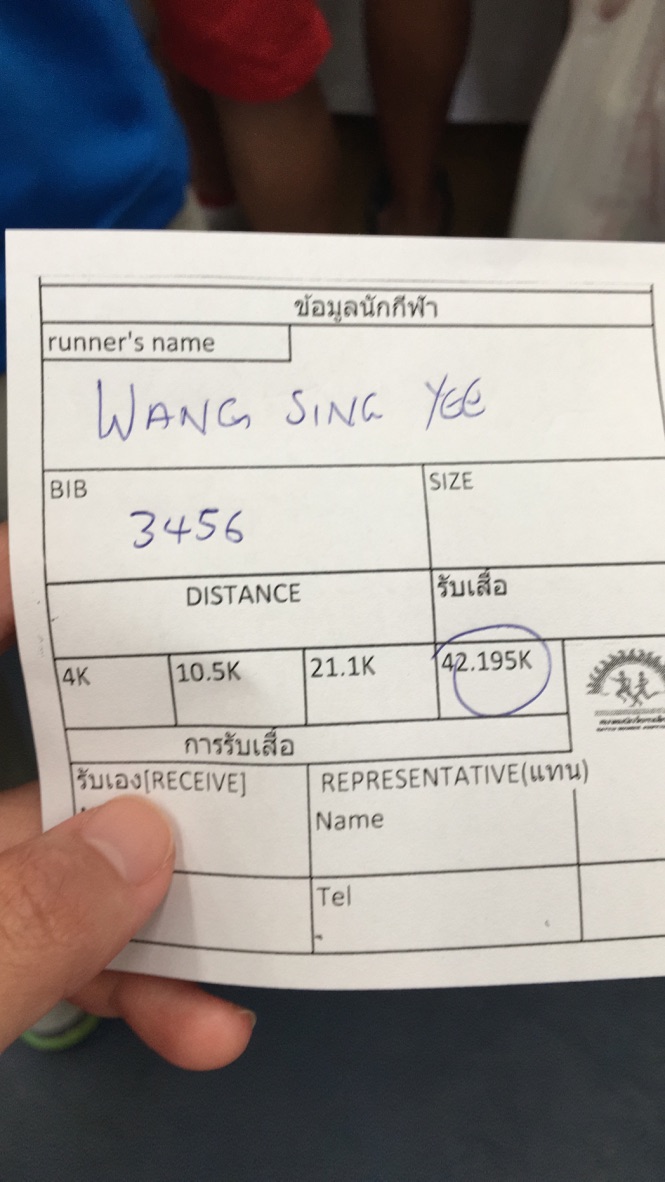 ข้อมูลนักกีฬา
runner's name
WANG SING YEE
BIB
SIZE
3456
DISTANCE
รับเสื้อ
4K 10.5K 21.1K 42.195K
การรับเสื้อ
รับเอง[RECEIVE] REPRESENTATIVE(แทน)
Name
Tel